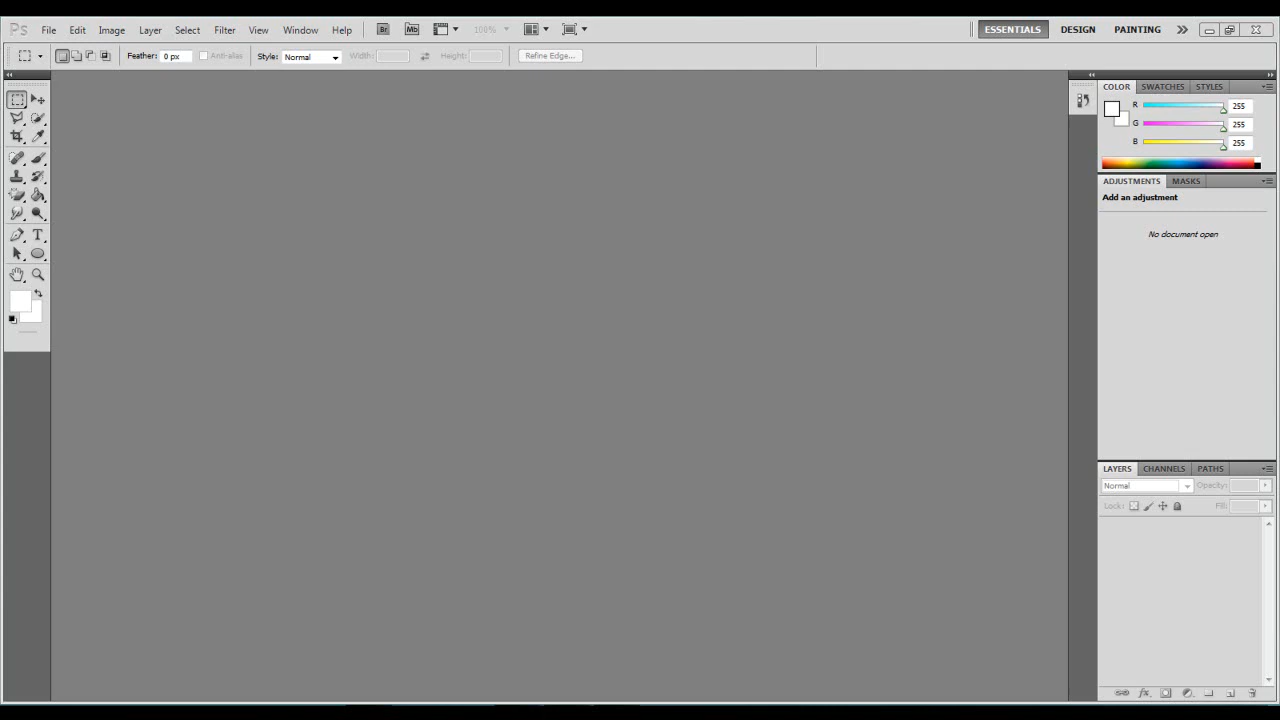 Ps File Edit Image Layer Select Filter View Window Help Br Mb 100% ESSENTIALS DESIGN PAINTING
Feather: 0 px Anti-alias Style: Normal Width: Height: Refine Edge...
COLOR SWATCHES STYLES
R 255
G 255
B 255
ADJUSTMENTS MASKS
Add an adjustment
No document open
LAYERS CHANNELS PATHS
Normal Opacity:
Lock: Fill: